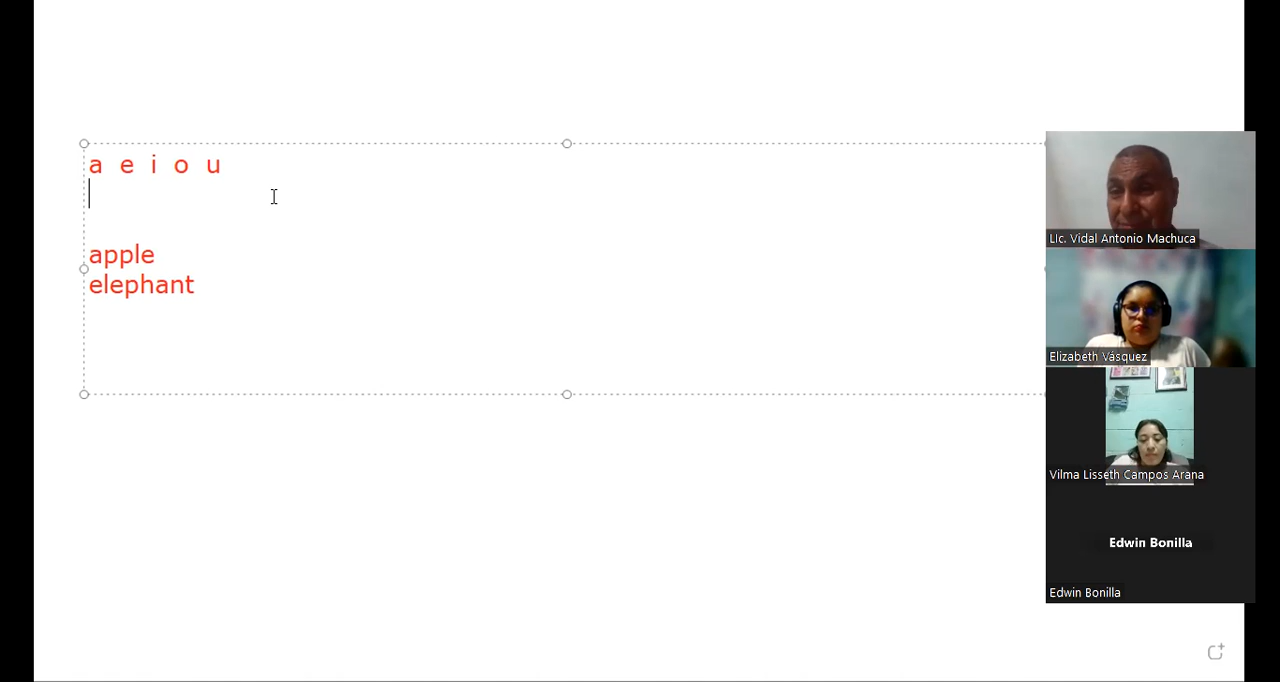 a e i o u
apple
elephant
LIc. Vidal Antonio Machuca
Elizabeth Vásquez
Vilma Lisseth Campos Arana
Edwin Bonilla
Edwin Bonilla